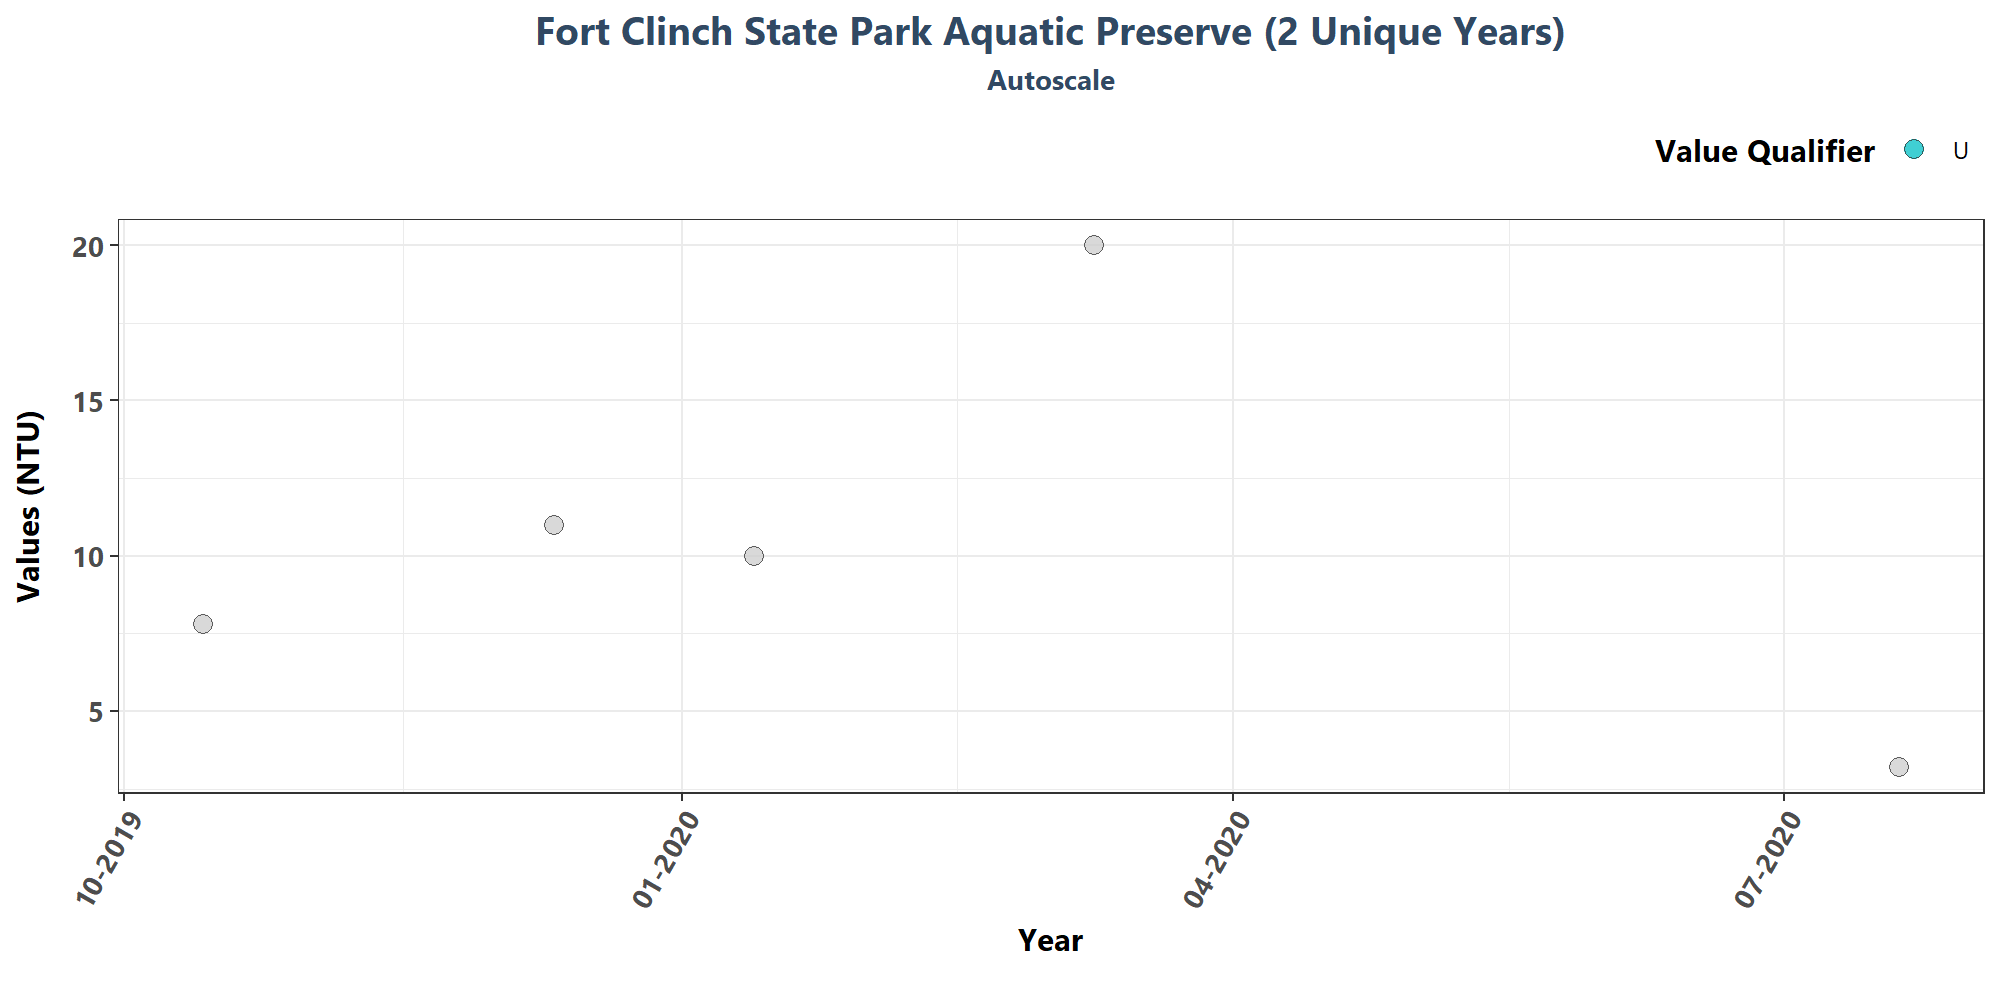 Fort Clinch State Park Aquatic Preserve (2 Unique Years)
Autoscale
Value Qualifier U
20
15
10
5
Values (NTU)
10-2019
01-2020
04-2020
07-2020
Year